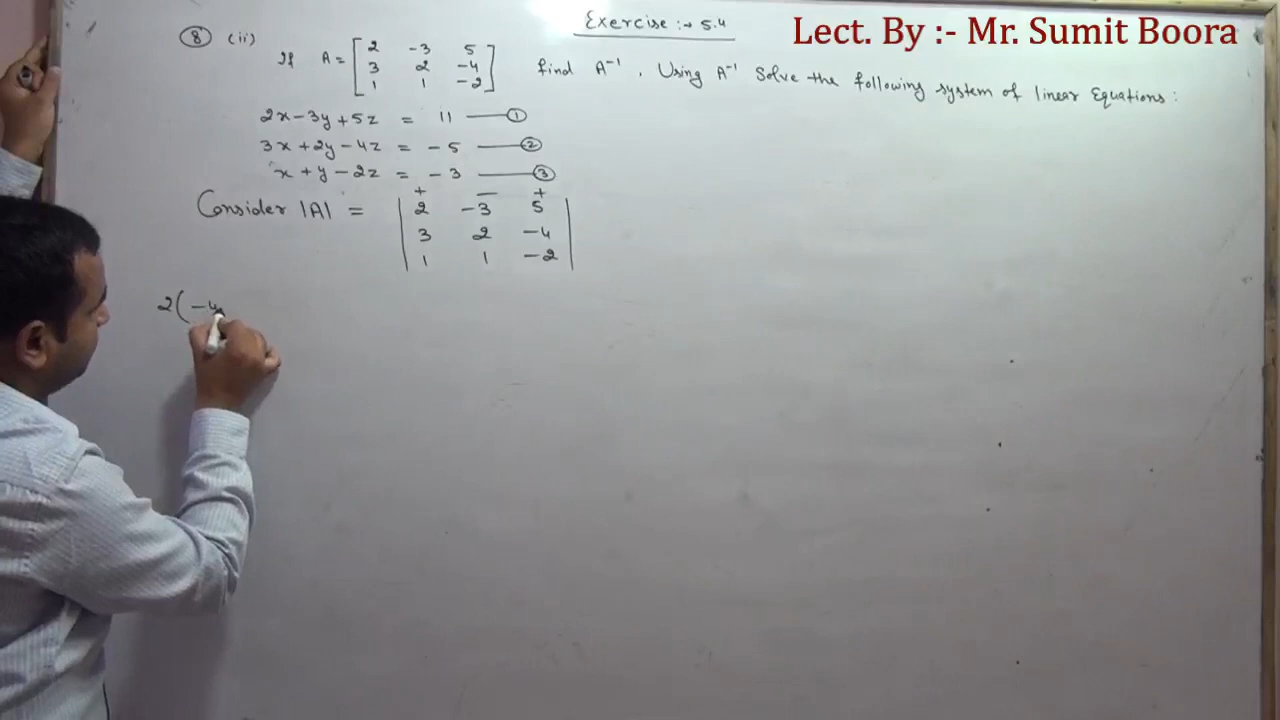 Exercise :→ 5.4
Lect. By :- Mr. Sumit Boora
⑧ (ii)
If A = [ 2 -3 5
3 2 -4
1 1 -2 ] find A⁻¹ . Using A⁻¹ Solve the following system of linear Equations :
2x - 3y + 5z = 11 —— ①
3x + 2y - 4z = -5 —— ②
x + y - 2z = -3 —— ③
+ — +
Consider |A| = | 2 -3 5 |
| 3 2 -4 |
| 1 1 -2 |
2( -4